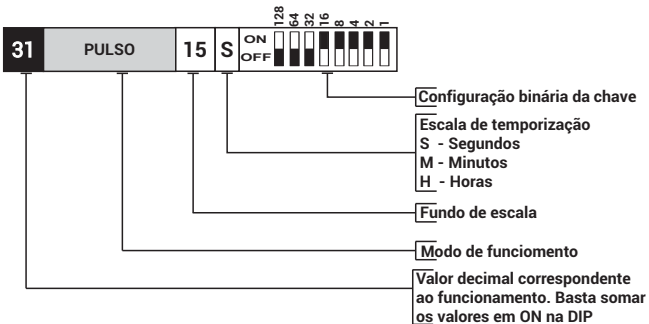 128 64 32 16 8 4 2 1
31 PULSO 15 S ON
OFF
Configuração binária da chave
Escala de temporização
S - Segundos
M - Minutos
H - Horas
Fundo de escala
Modo de funciomento
Valor decimal correspondente
ao funcionamento. Basta somar
os valores em ON na DIP